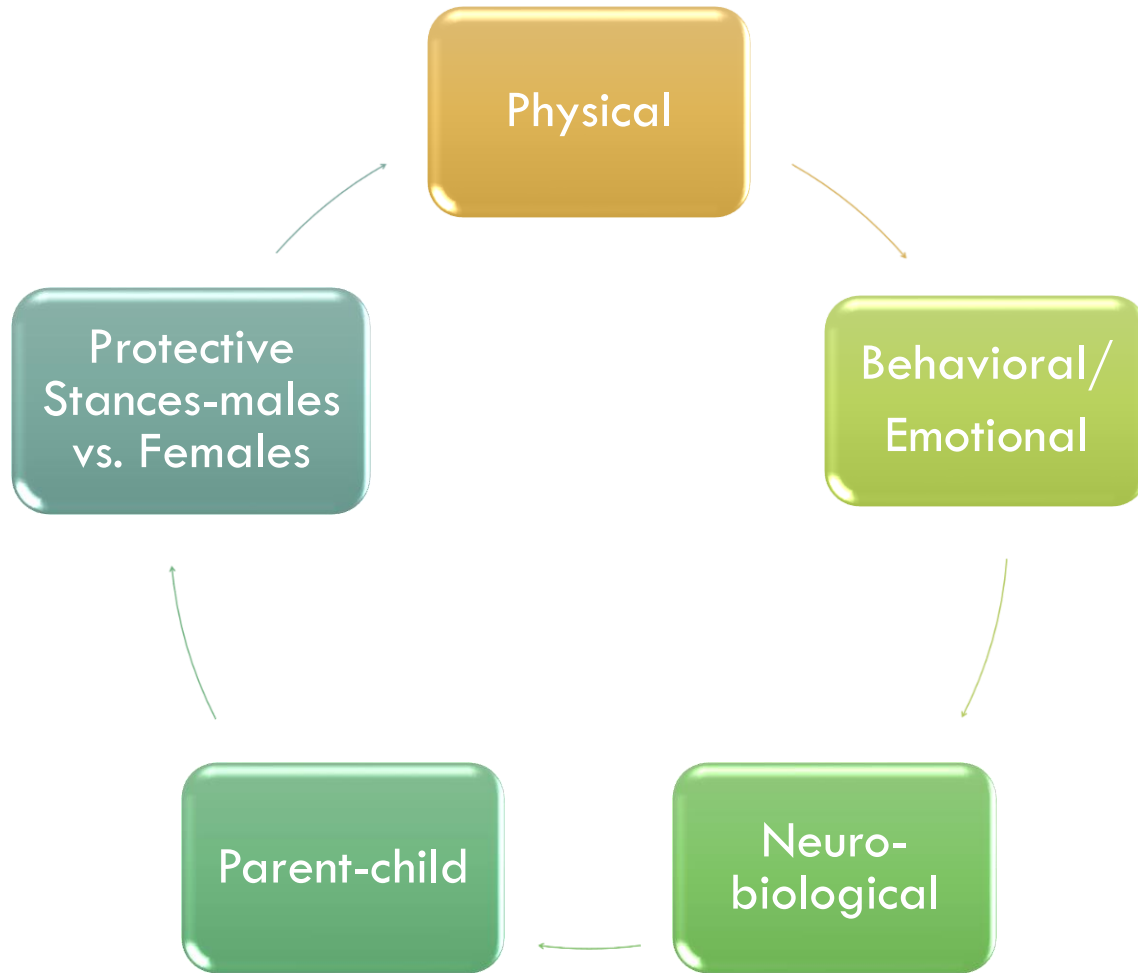 Physical
Behavioral/
Emotional
Neuro-
biological
Parent-child
Protective
Stances-males
vs. Females